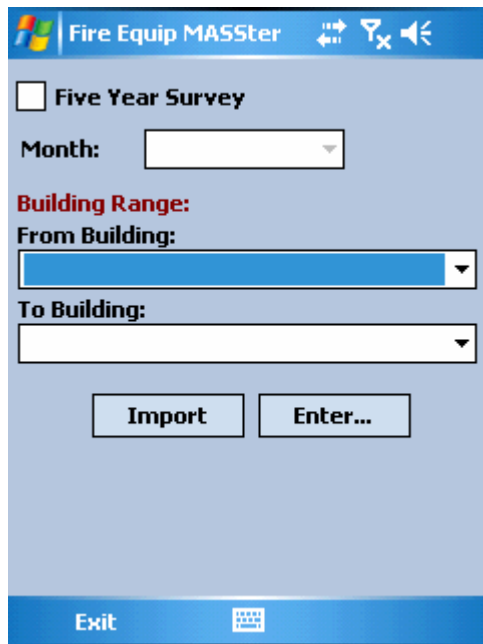 Fire Equip MASSter
Five Year Survey
Month:
Building Range:
From Building:
To Building:
Import Enter...
Exit